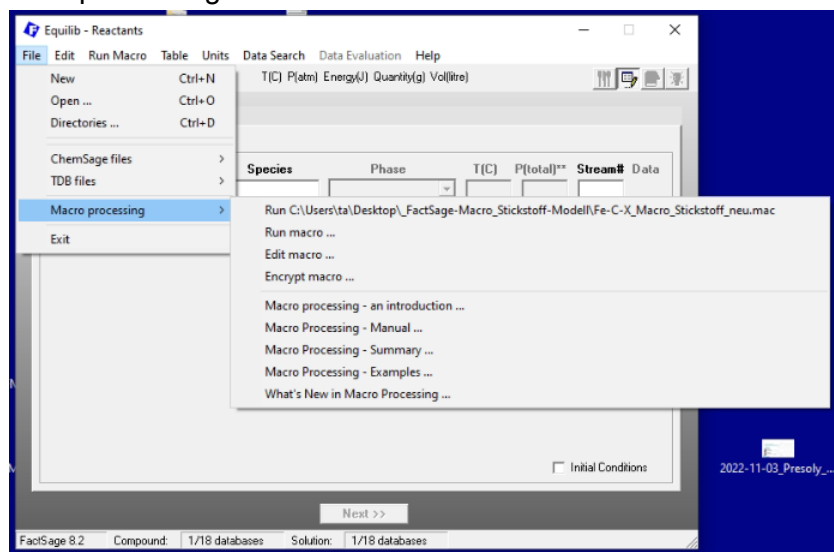 Equilib - Reactants
File Edit Run Macro Table Units Data Search Data Evaluation Help
New Ctrl+N
T(C) P(atm) Energy(J) Quantity(g) Vol(litre)
Open ... Ctrl+O
Directories ... Ctrl+D
ChemSage files
Species Phase T(C) P(total)** Stream# Data
TDB files
Macro processing
Run C:\Users\ta\Desktop\_FactSage-Macro_Stickstoff-Modell\Fe-C-X_Macro_Stickstoff_neu.mac
Exit
Run macro ...
Edit macro ...
Encrypt macro ...
Macro processing - an introduction ...
Macro Processing - Manual ...
Macro Processing - Summary ...
Macro Processing - Examples ...
What's New in Macro Processing ...
Initial Conditions
2022-11-03_Presoly_...
Next >>
FactSage 8.2 Compound: 1/18 databases Solution: 1/18 databases